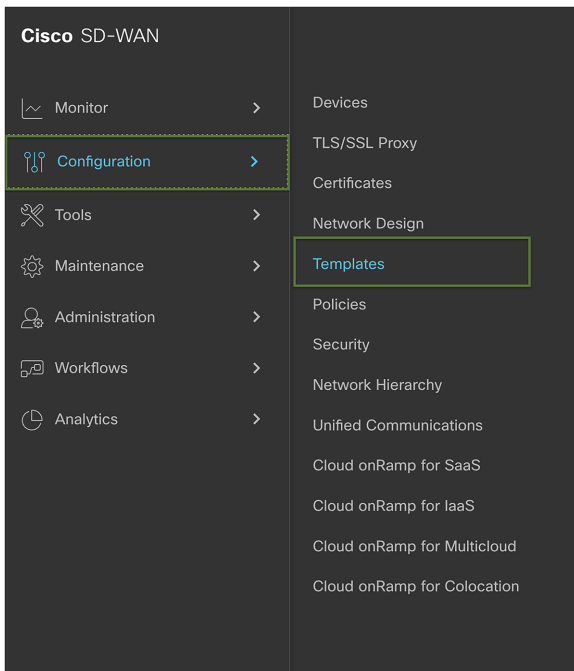 Cisco SD-WAN
Monitor
Configuration
Tools
Maintenance
Administration
Workflows
Analytics
Devices
TLS/SSL Proxy
Certificates
Network Design
Templates
Policies
Security
Network Hierarchy
Unified Communications
Cloud onRamp for SaaS
Cloud onRamp for IaaS
Cloud onRamp for Multicloud
Cloud onRamp for Colocation